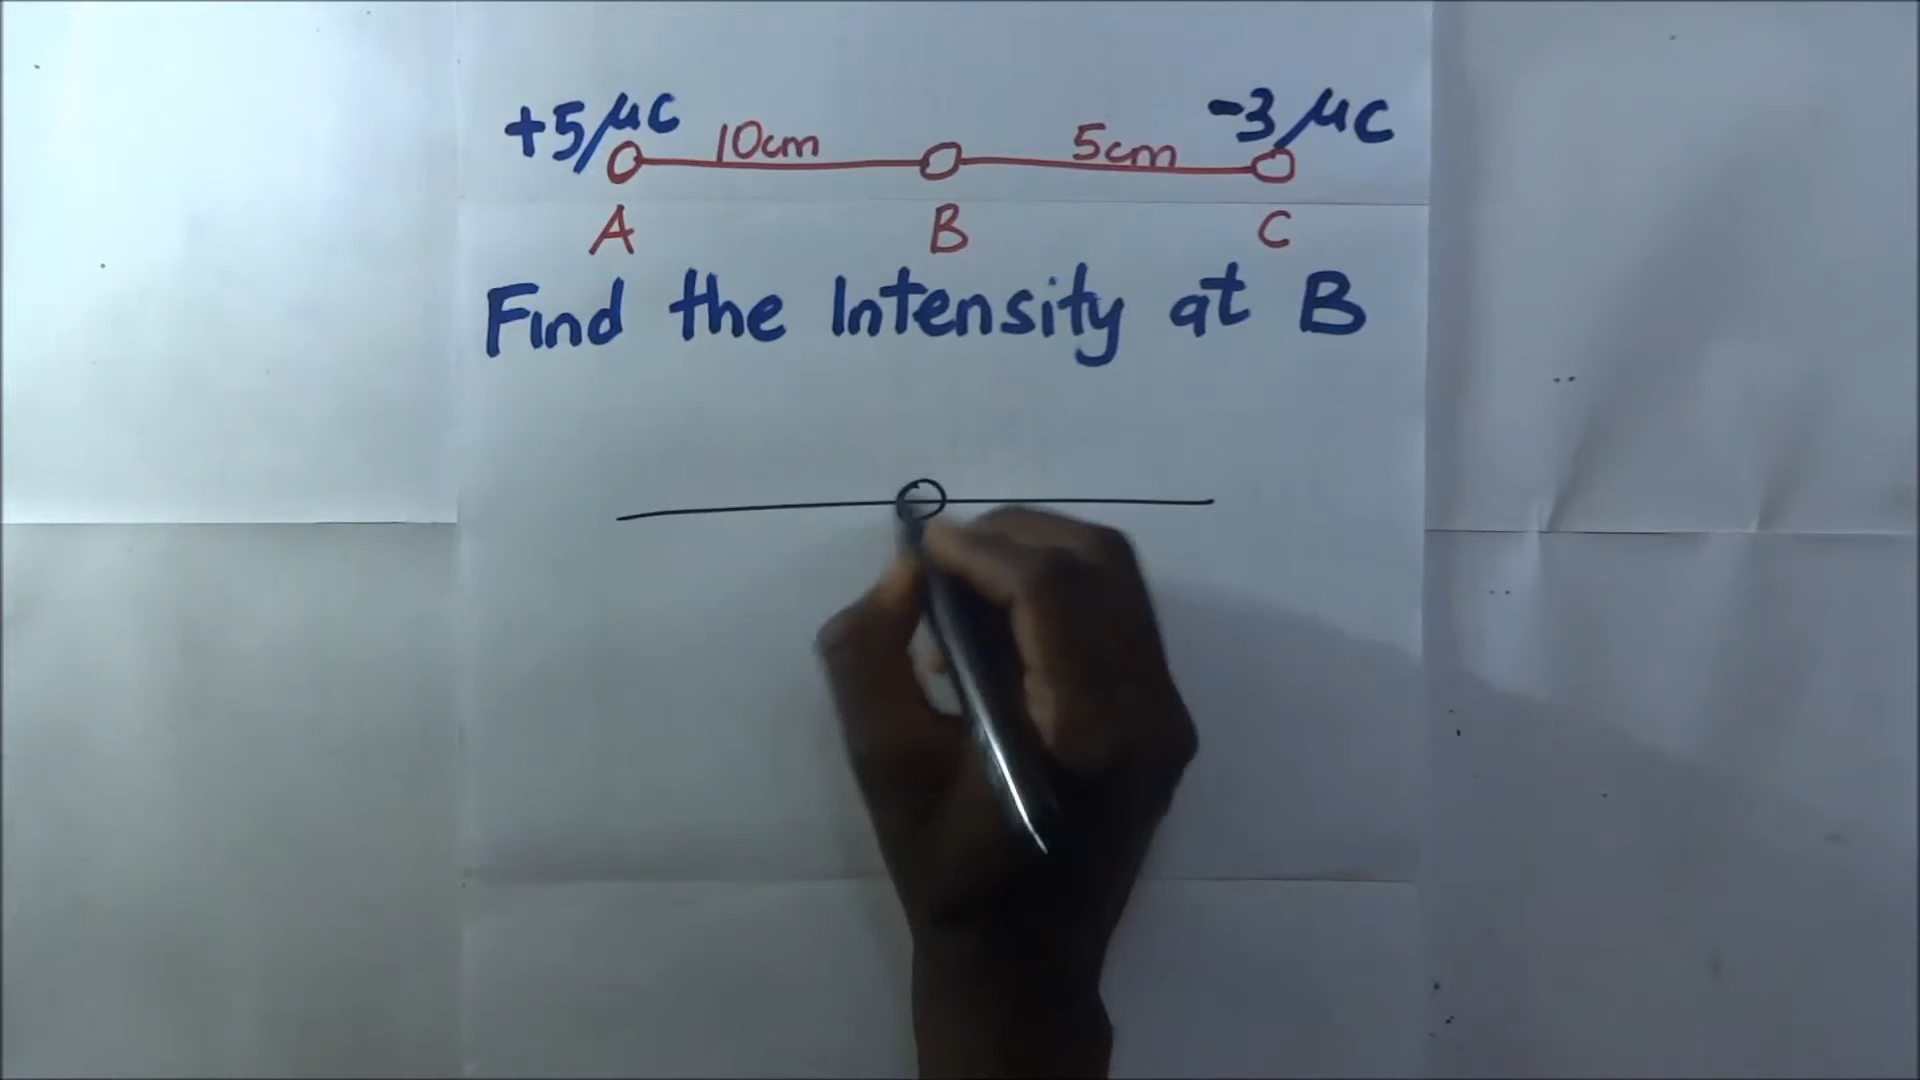 +5μC 10cm 5cm -3μC
A B C
Find the Intensity at B